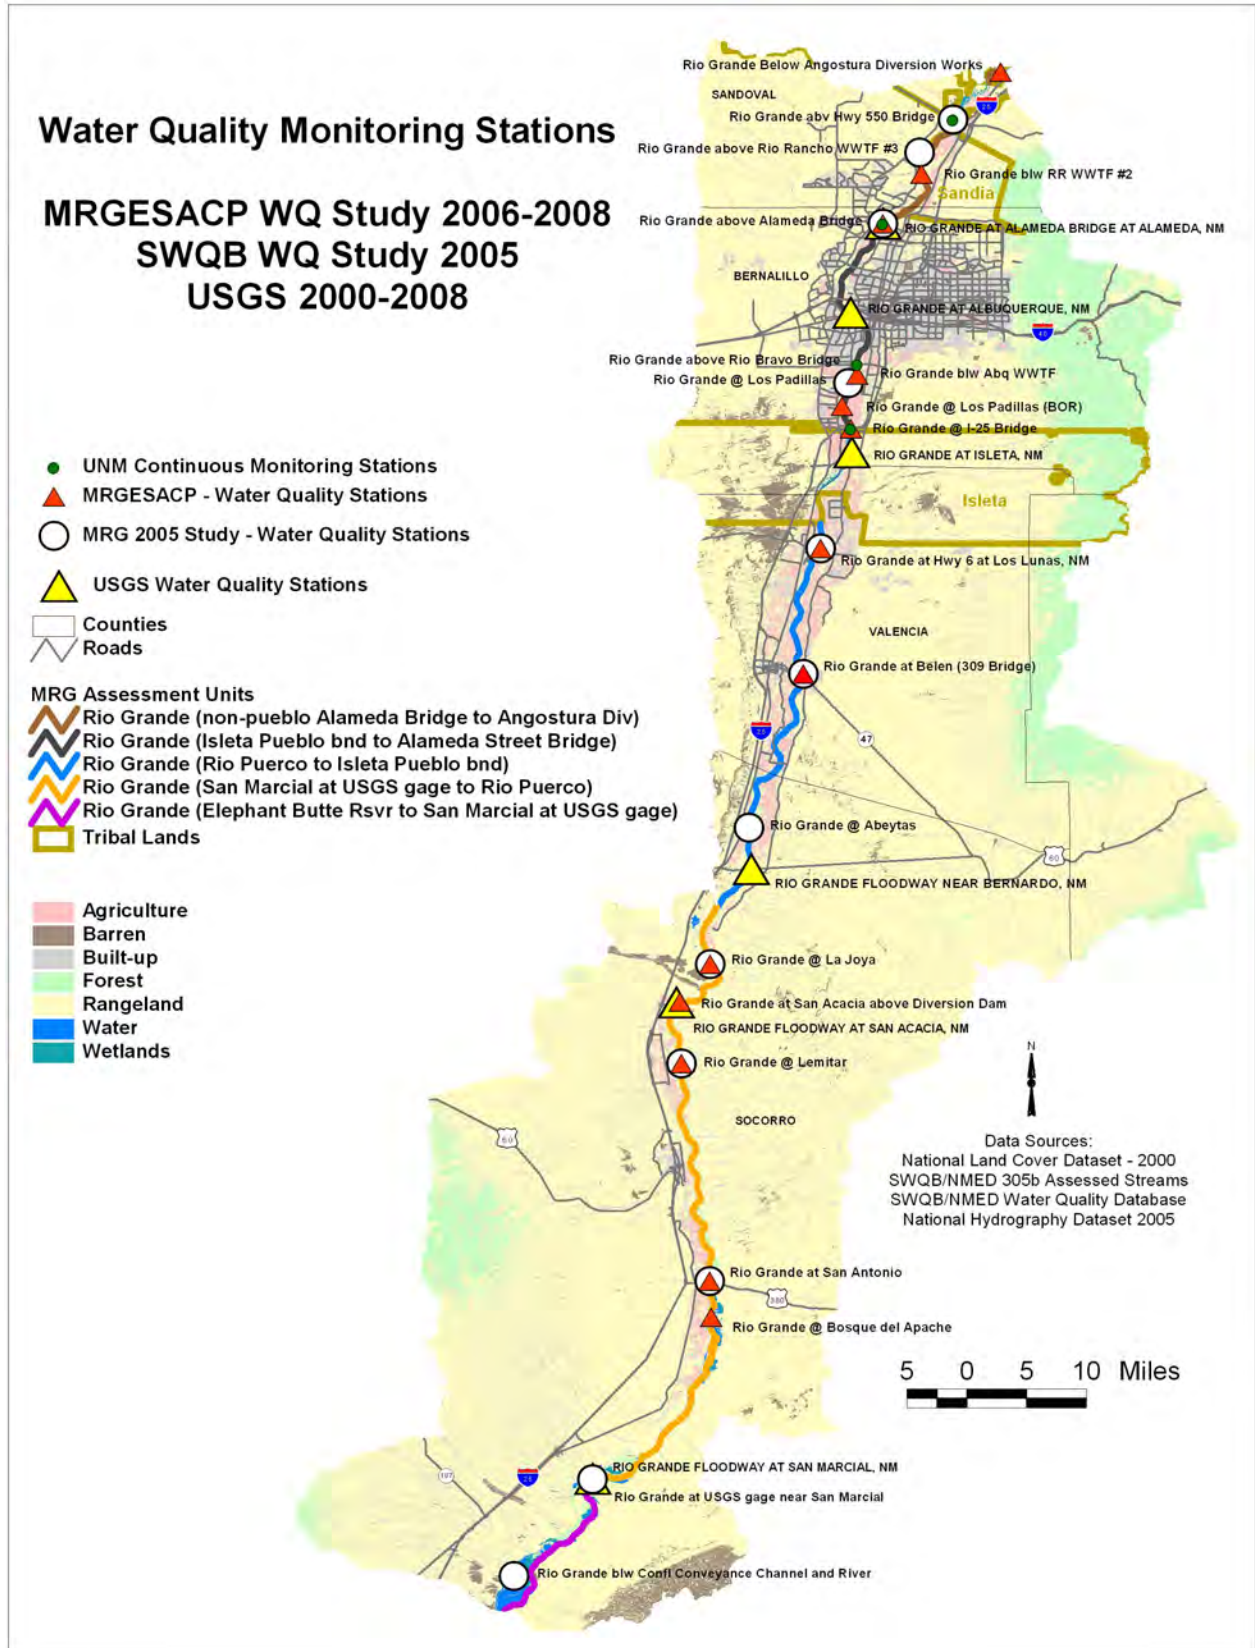 Water Quality Monitoring Stations
MRGESACP WQ Study 2006-2008
SWQB WQ Study 2005
USGS 2000-2008
UNM Continuous Monitoring Stations
MRGESACP - Water Quality Stations
MRG 2005 Study - Water Quality Stations
USGS Water Quality Stations
Counties
Roads
MRG Assessment Units
Rio Grande (non-pueblo Alameda Bridge to Angostura Div)
Rio Grande (Isleta Pueblo bnd to Alameda Street Bridge)
Rio Grande (Rio Puerco to Isleta Pueblo bnd)
Rio Grande (San Marcial at USGS gage to Rio Puerco)
Rio Grande (Elephant Butte Rsvr to San Marcial at USGS gage)
Tribal Lands
Agriculture
Barren
Built-up
Forest
Rangeland
Water
Wetlands
Rio Grande Below Angostura Diversion Works
SANDOVAL
25
Rio Grande abv Hwy 550 Bridge
Rio Grande above Rio Rancho WWTF #3
Rio Grande blw RR WWTF #2
Sandia
Rio Grande above Alameda Bridge
RIO GRANDE AT ALAMEDA BRIDGE AT ALAMEDA, NM
BERNALILLO
RIO GRANDE AT ALBUQUERQUE, NM
40
Rio Grande above Rio Bravo Bridge
Rio Grande blw Abq WWTF
Rio Grande @ Los Padillas
Rio Grande @ Los Padillas (BOR)
Rio Grande @ I-25 Bridge
RIO GRANDE AT ISLETA, NM
Isleta
Rio Grande at Hwy 6 at Los Lunas, NM
VALENCIA
Rio Grande at Belen (309 Bridge)
25
47
Rio Grande @ Abeytas
60
RIO GRANDE FLOODWAY NEAR BERNARDO, NM
Rio Grande @ La Joya
Rio Grande at San Acacia above Diversion Dam
RIO GRANDE FLOODWAY AT SAN ACACIA, NM
Rio Grande @ Lemitar
N
SOCORRO
60
Data Sources:
National Land Cover Dataset - 2000
SWQB/NMED 305b Assessed Streams
SWQB/NMED Water Quality Database
National Hydrography Dataset 2005
Rio Grande at San Antonio
380
Rio Grande @ Bosque del Apache
5 0 5 10 Miles
RIO GRANDE FLOODWAY AT SAN MARCIAL, NM
25
Rio Grande at USGS gage near San Marcial
Rio Grande blw Confl Conveyance Channel and River